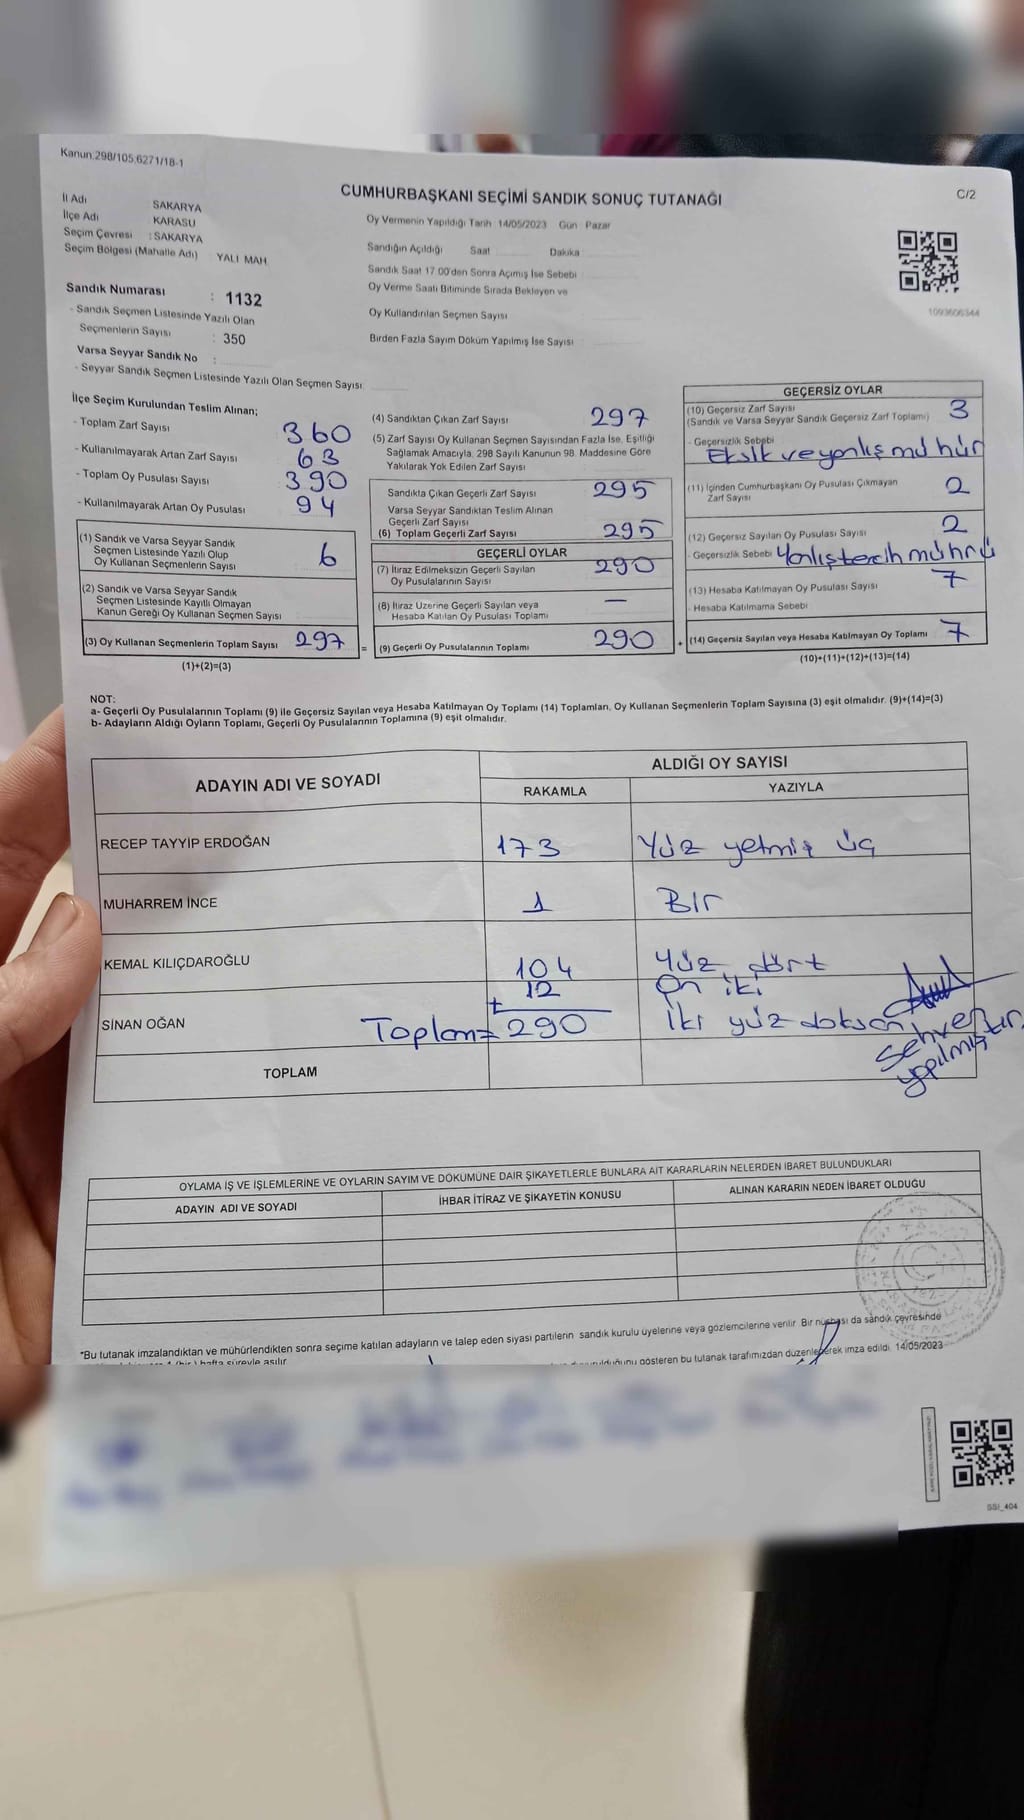 Kanun:298/105;6271/18-1
CUMHURBAŞKANI SEÇİMİ SANDIK SONUÇ TUTANAĞI
C/2
İl Adı SAKARYA
İlçe Adı KARASU
Seçim Çevresi : SAKARYA
Seçim Bölgesi (Mahalle Adı) : YALI MAH.
Oy Vermenin Yapıldığı Tarih 14/05/2023 Gün Pazar
Sandığın Açıldığı Saat Dakika
Sandık Saat 17.00'den Sonra Açılmış İse Sebebi
Oy Verme Saati Bitiminde Sırada Bekleyen ve
Oy Kullandırılan Seçmen Sayısı
Birden Fazla Sayım Döküm Yapılmış İse Sayısı
1093606344
Sandık Numarası : 1132
- Sandık Seçmen Listesinde Yazılı Olan
Seçmenlerin Sayısı : 350
Varsa Seyyar Sandık No :
- Seyyar Sandık Seçmen Listesinde Yazılı Olan Seçmen Sayısı:
İlçe Seçim Kurulundan Teslim Alınan;
- Toplam Zarf Sayısı 360
- Kullanılmayarak Artan Zarf Sayısı 63
- Toplam Oy Pusulası Sayısı 390
- Kullanılmayarak Artan Oy Pusulası 94
(1) Sandık ve Varsa Seyyar Sandık
Seçmen Listesinde Yazılı Olup
Oy Kullanan Seçmenlerin Sayısı 6
(2) Sandık ve Varsa Seyyar Sandık
Seçmen Listesinde Kayıtlı Olmayan
Kanun Gereği Oy Kullanan Seçmen Sayısı
(3) Oy Kullanan Seçmenlerin Toplam Sayısı 297
(1)+(2)=(3)
(4) Sandıktan Çıkan Zarf Sayısı 297
(5) Zarf Sayısı Oy Kullanan Seçmen Sayısından Fazla İse, Eşitliği
Sağlamak Amacıyla, 298 Sayılı Kanunun 98. Maddesine Göre
Yakılarak Yok Edilen Zarf Sayısı
Sandıkta Çıkan Geçerli Zarf Sayısı 295
Varsa Seyyar Sandıktan Teslim Alınan
Geçerli Zarf Sayısı
(6) Toplam Geçerli Zarf Sayısı 295
GEÇERLİ OYLAR
(7) İtiraz Edilmeksizin Geçerli Sayılan
Oy Pusulalarının Sayısı 290
(8) İtiraz Üzerine Geçerli Sayılan veya
Hesaba Katılan Oy Pusulası Toplamı —
= (9) Geçerli Oy Pusulalarının Toplamı 290 +
GEÇERSİZ OYLAR
(10) Geçersiz Zarf Sayısı
(Sandık ve Varsa Seyyar Sandık Geçersiz Zarf Toplamı) 3
- Geçersizlik Sebebi
Eksik ve yanlış mühür
(11) İçinden Cumhurbaşkanı Oy Pusulası Çıkmayan
Zarf Sayısı 2
(12) Geçersiz Sayılan Oy Pusulası Sayısı 2
- Geçersizlik Sebebi Yanlış tercih mührü
(13) Hesaba Katılmayan Oy Pusulası Sayısı 7
- Hesaba Katılmama Sebebi
(14) Geçersiz Sayılan veya Hesaba Katılmayan Oy Toplamı 7
(10)+(11)+(12)+(13)=(14)
NOT:
a- Geçerli Oy Pusulalarının Toplamı (9) ile Geçersiz Sayılan veya Hesaba Katılmayan Oy Toplamı (14) Toplamları, Oy Kullanan Seçmenlerin Toplam Sayısına (3) eşit olmalıdır. (9)+(14)=(3)
b- Adayların Aldığı Oyların Toplamı, Geçerli Oy Pusulalarının Toplamına (9) eşit olmalıdır.
ADAYIN ADI VE SOYADI
ALDIĞI OY SAYISI
RAKAMLA YAZIYLA
RECEP TAYYİP ERDOĞAN 173 Yüz yetmiş üç
MUHARREM İNCE 1 BİR
KEMAL KILIÇDAROĞLU 104 Yüz dört
12 On iki
SİNAN OĞAN Toplam= + 290 İki yüz doksan
Sehven
yapılmıştır.
TOPLAM
OYLAMA İŞ VE İŞLEMLERİNE VE OYLARIN SAYIM VE DÖKÜMÜNE DAİR ŞİKAYETLERLE BUNLARA AİT KARARLARIN NELERDEN İBARET BULUNDUKLARI
ADAYIN ADI VE SOYADI İHBAR İTİRAZ VE ŞİKAYETİN KONUSU ALINAN KARARIN NEDEN İBARET OLDUĞU
*Bu tutanak imzalandıktan ve mühürlendikten sonra seçime katılan adayların ve talep eden siyasi partilerin sandık kurulu üyelerine veya gözlemcilerine verilir. Bir nüshası da sandık çevresinde
1 (bir) hafta süreyle asılır.
gösteren bu tutanak tarafımızdan düzenlenerek imza edildi. 14/05/2023
SSI_404